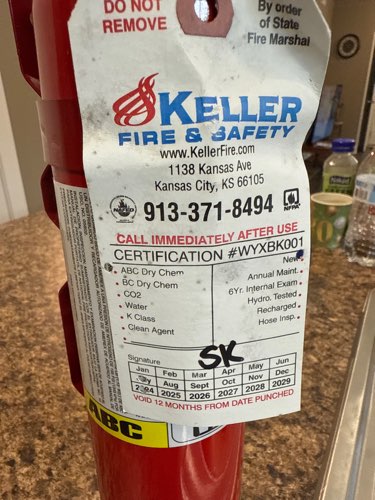 DO NOT
REMOVE
By order
of State
Fire Marshal
KELLER
FIRE & SAFETY
www.KellerFire.com
1138 Kansas Ave
Kansas City, KS 66105
913-371-8494
NFPA
CALL IMMEDIATELY AFTER USE
CERTIFICATION #WYXBK001
ABC Dry Chem
BC Dry Chem
CO2
Water
K Class
Clean Agent
New
Annual Maint.
6Yr. Internal Exam
Hydro. Tested
Recharged
Hose Insp.
Signature
SK
Jan Feb Mar Apr May Jun
Aug Sept Oct Nov Dec
2025 2026 2027 2028 2029
VOID 12 MONTHS FROM DATE PUNCHED
ABC